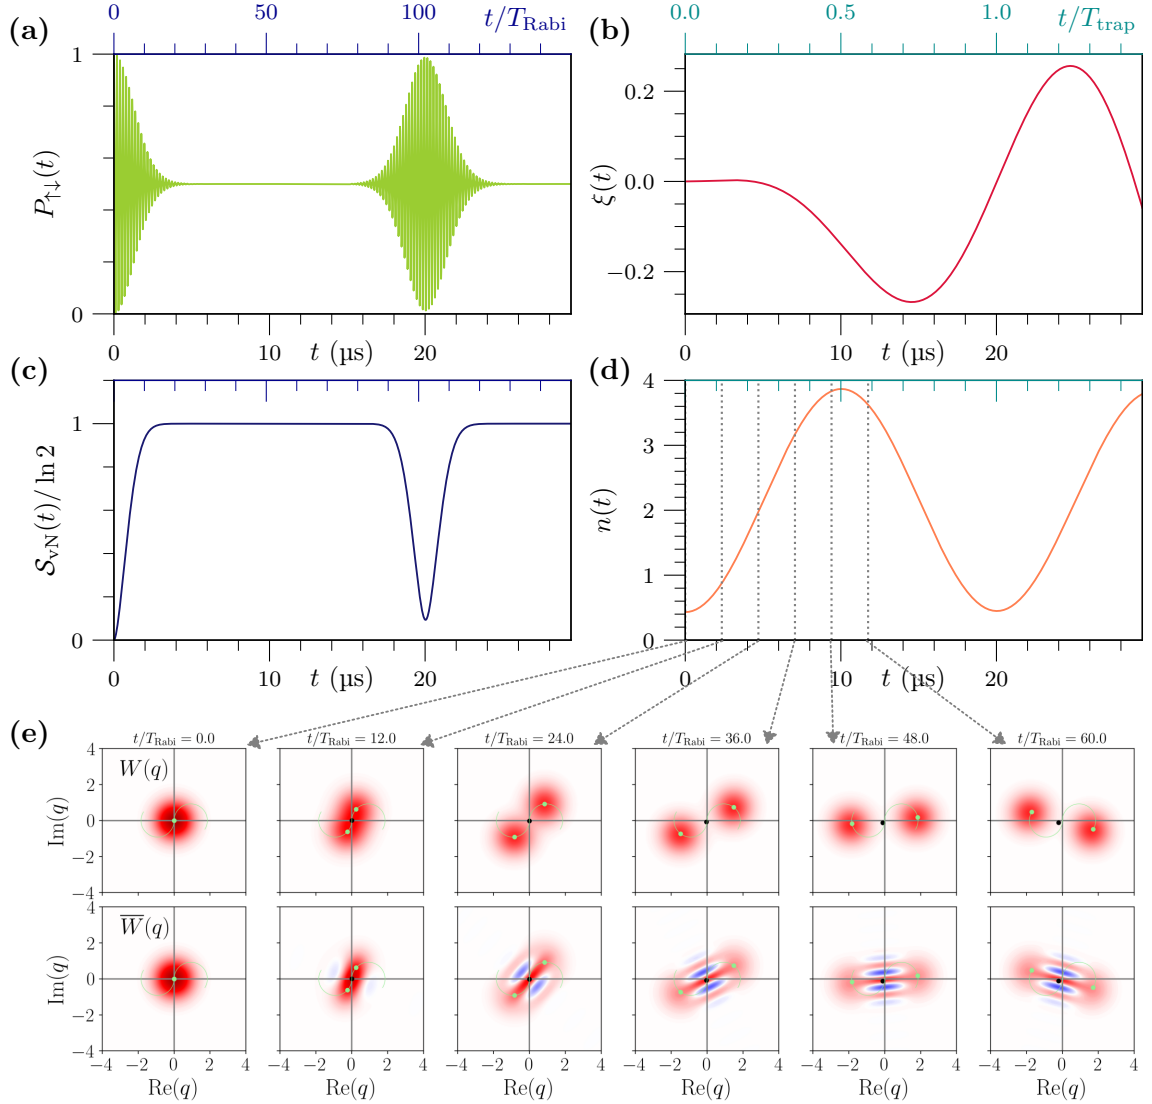 (a)
0 50 100 t/T_Rabi
1
P_↑↓(t)
0
0 10 t (µs) 20
(b)
0.0 0.5 1.0 t/T_trap
0.2
0.0
−0.2
ξ(t)
0 10 t (µs) 20
(c)
1
S_vN(t)/ ln 2
0
0 10 t (µs) 20
(d)
4
3
2
1
0
n(t)
0 10 t (µs) 20
(e)
t/T_Rabi = 0.0 t/T_Rabi = 12.0 t/T_Rabi = 24.0 t/T_Rabi = 36.0 t/T_Rabi = 48.0 t/T_Rabi = 60.0
W(q)
Im(q)
4
2
0
−2
−4
W̅(q)
Im(q)
4
2
0
−2
−4
−4 −2 0 2 4 −4 −2 0 2 4 −4 −2 0 2 4 −4 −2 0 2 4 −4 −2 0 2 4 −4 −2 0 2 4
Re(q) Re(q) Re(q) Re(q) Re(q) Re(q)